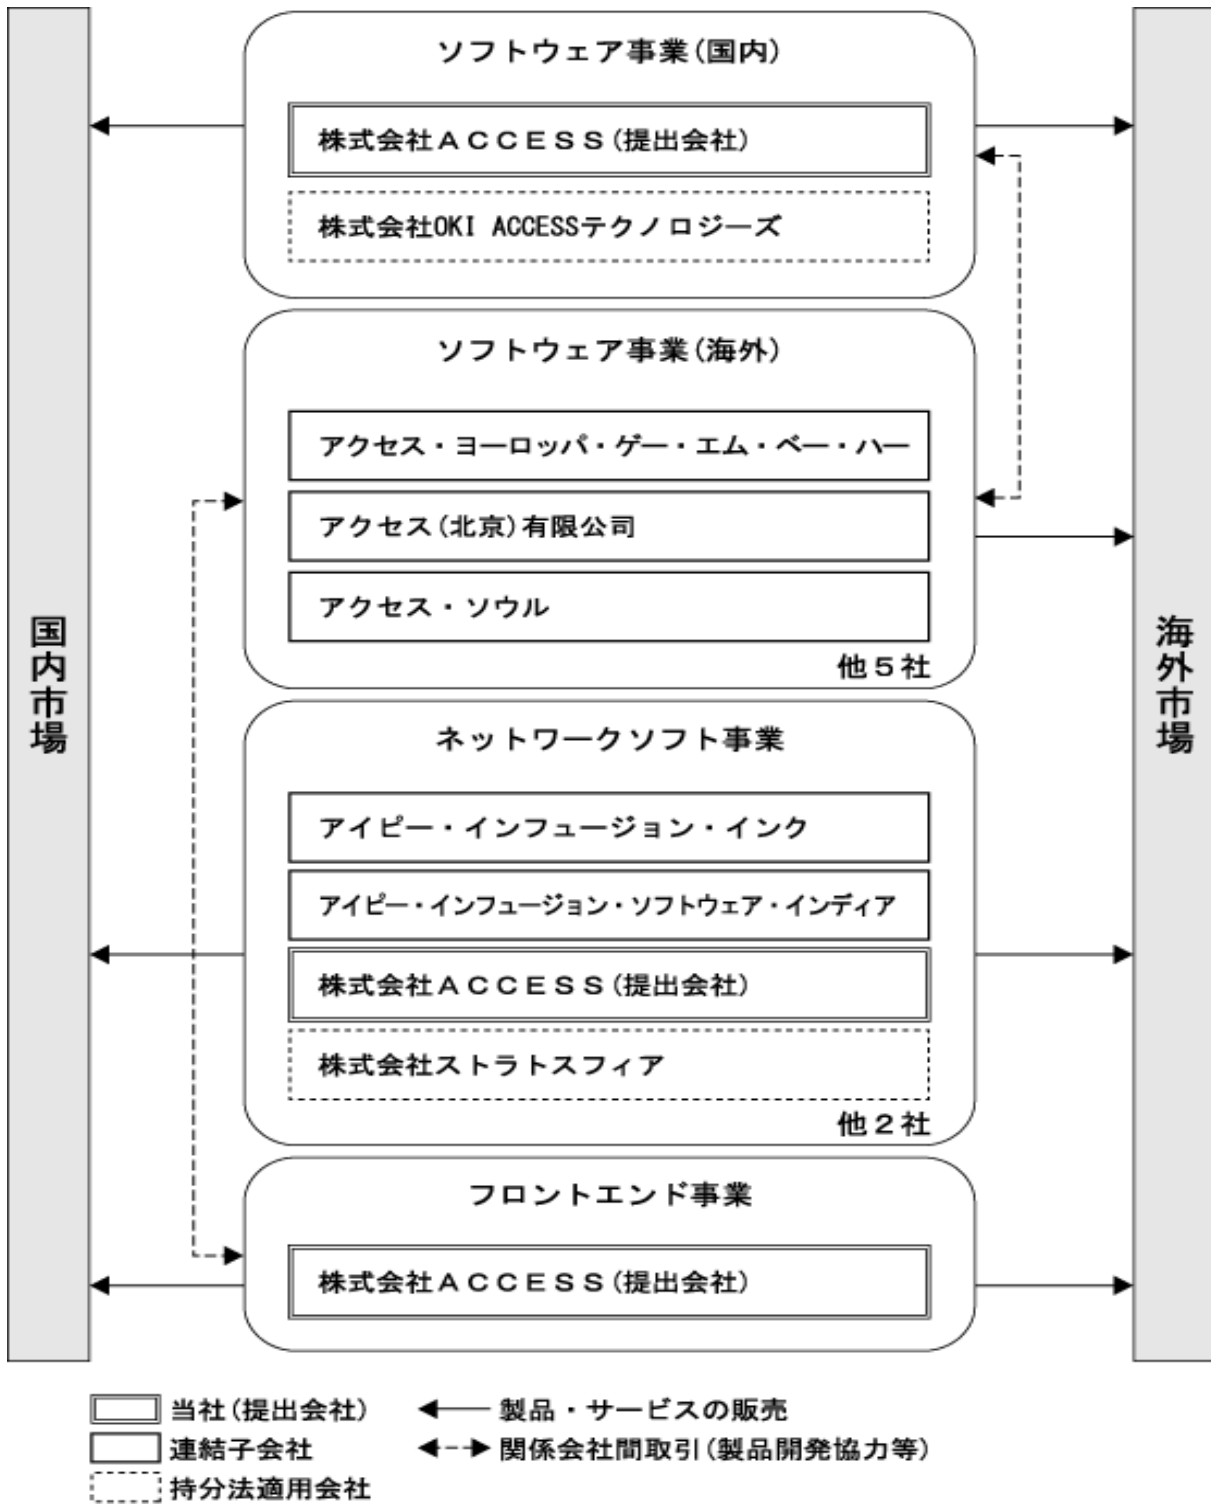 ソフトウェア事業(国内)
株式会社ＡＣＣＥＳＳ(提出会社)
株式会社OKI ACCESSテクノロジーズ
ソフトウェア事業(海外)
アクセス・ヨーロッパ・ゲー・エム・ベー・ハー
アクセス(北京)有限公司
アクセス・ソウル
他５社
国内市場
海外市場
ネットワークソフト事業
アイピー・インフュージョン・インク
アイピー・インフュージョン・ソフトウェア・インディア
株式会社ＡＣＣＥＳＳ(提出会社)
株式会社ストラトスフィア
他２社
フロントエンド事業
株式会社ＡＣＣＥＳＳ(提出会社)
当社(提出会社)
製品・サービスの販売
連結子会社
関係会社間取引(製品開発協力等)
持分法適用会社